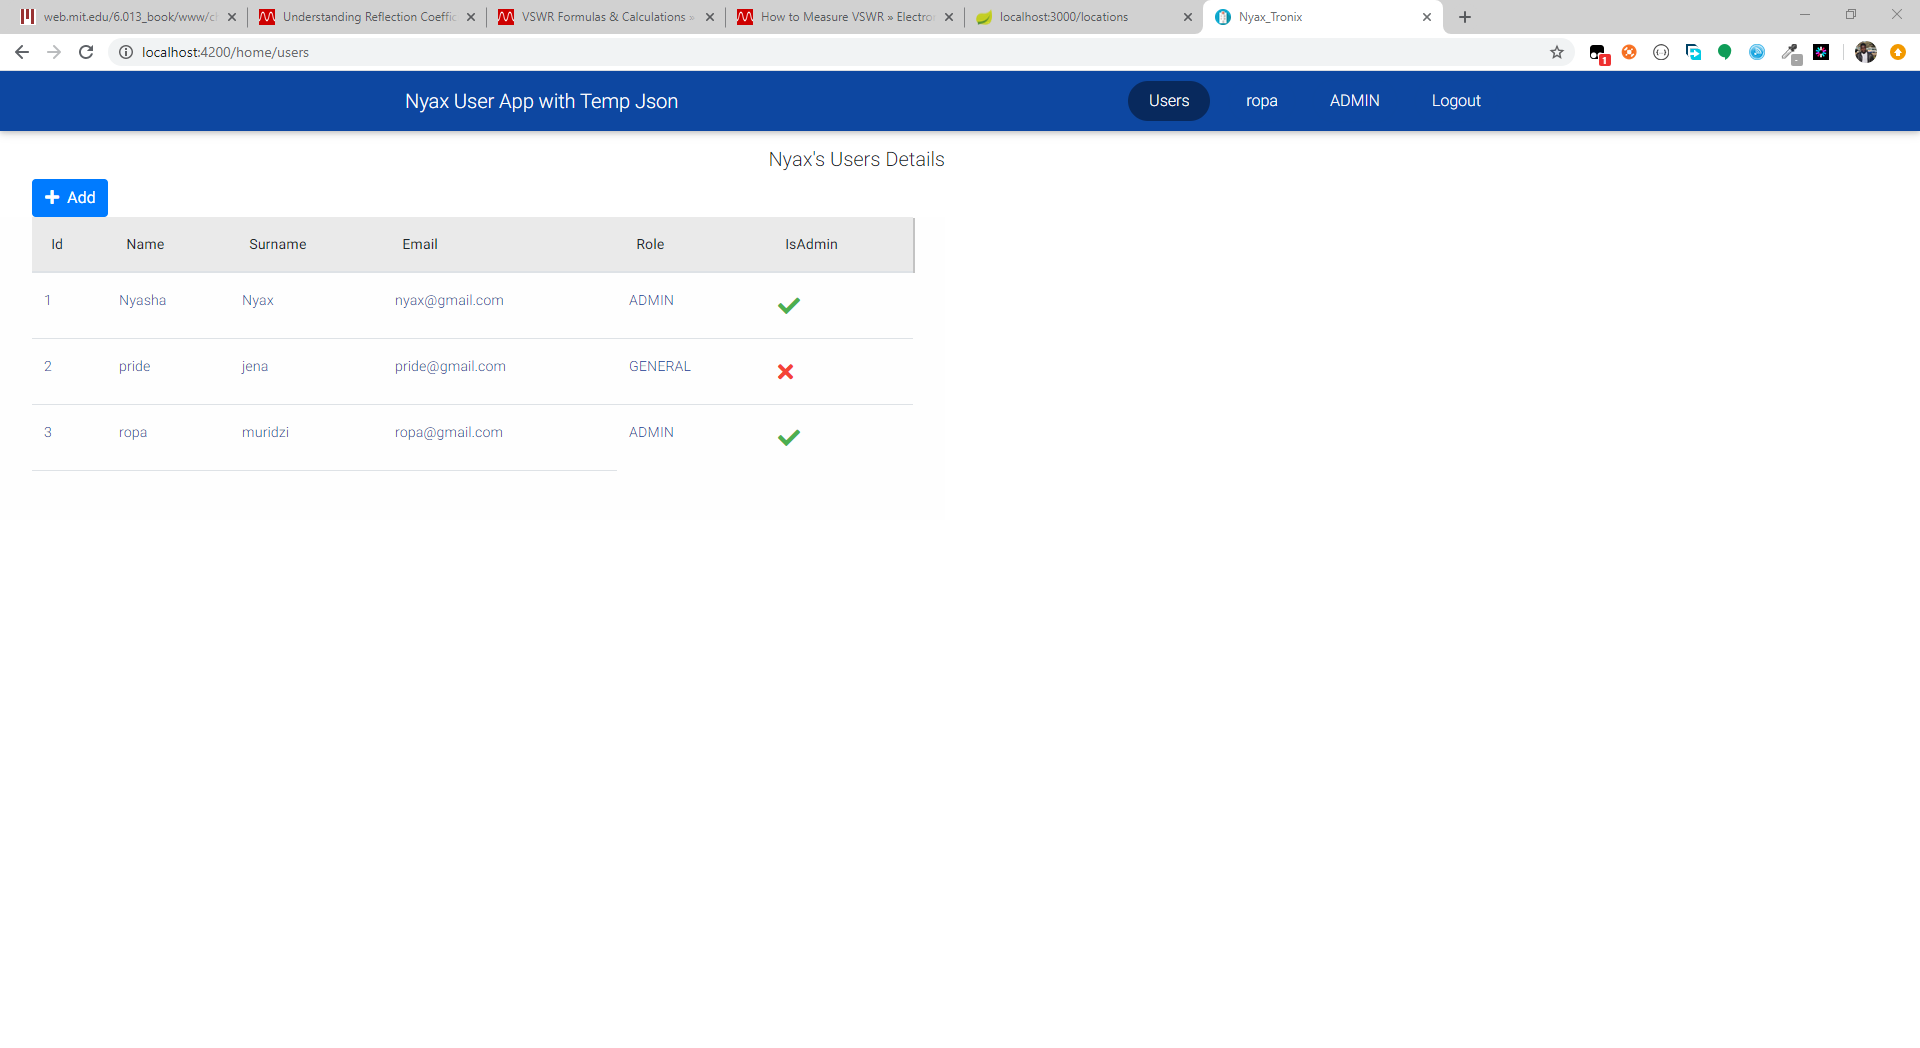 web.mit.edu/6.013_book/www/cl
Understanding Reflection Coeffic
VSWR Formulas & Calculations »
How to Measure VSWR » Electro
localhost:3000/locations
Nyax_Tronix
localhost:4200/home/users
1
Nyax User App with Temp Json
Users
ropa
ADMIN
Logout
Nyax's Users Details
Add
Id Name Surname Email Role IsAdmin
1 Nyasha Nyax nyax@gmail.com ADMIN
2 pride jena pride@gmail.com GENERAL
3 ropa muridzi ropa@gmail.com ADMIN